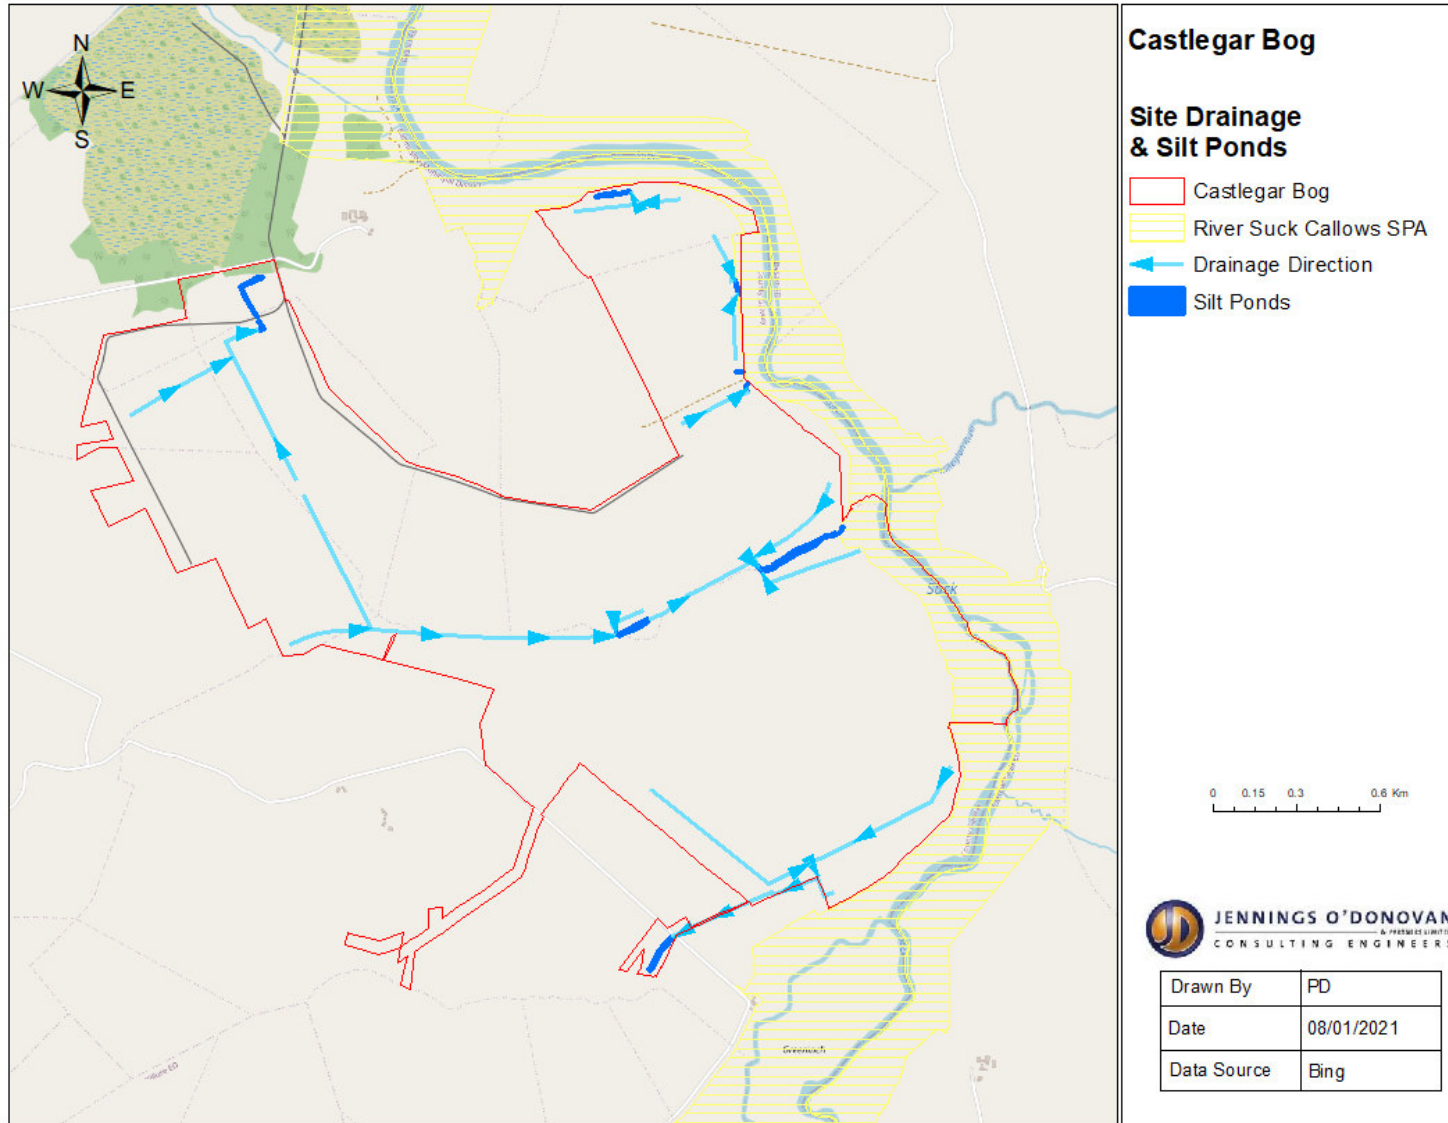 N
W E
S
Suck
Castlegar Bog
Site Drainage
& Silt Ponds
Castlegar Bog
River Suck Callows SPA
Drainage Direction
Silt Ponds
0 0.15 0.3 0.6 Km
JENNINGS O'DONOVAN
& PARTNERS LIMITED
CONSULTING ENGINEERS
Drawn By PD
Date 08/01/2021
Data Source Bing